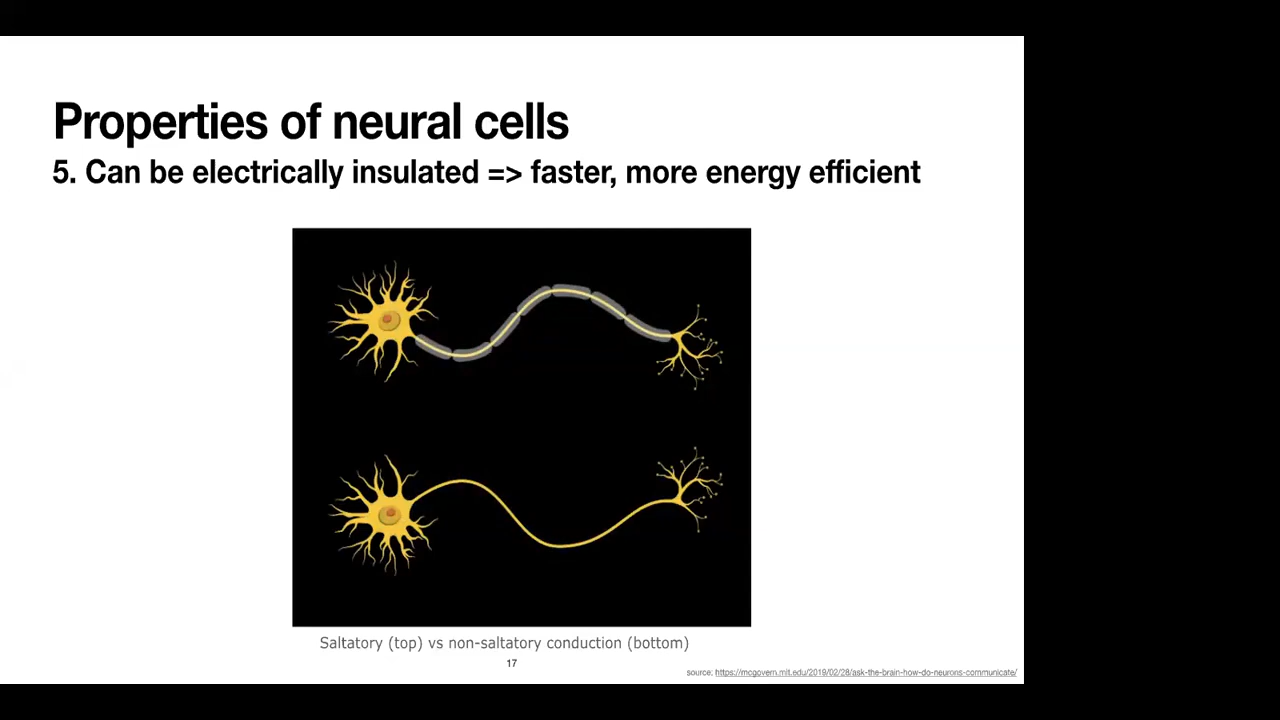 Properties of neural cells
5. Can be electrically insulated => faster, more energy efficient
Saltatory (top) vs non-saltatory conduction (bottom)
17
source: https://mcgovern.mit.edu/2019/02/28/ask-the-brain-how-do-neurons-communicate/